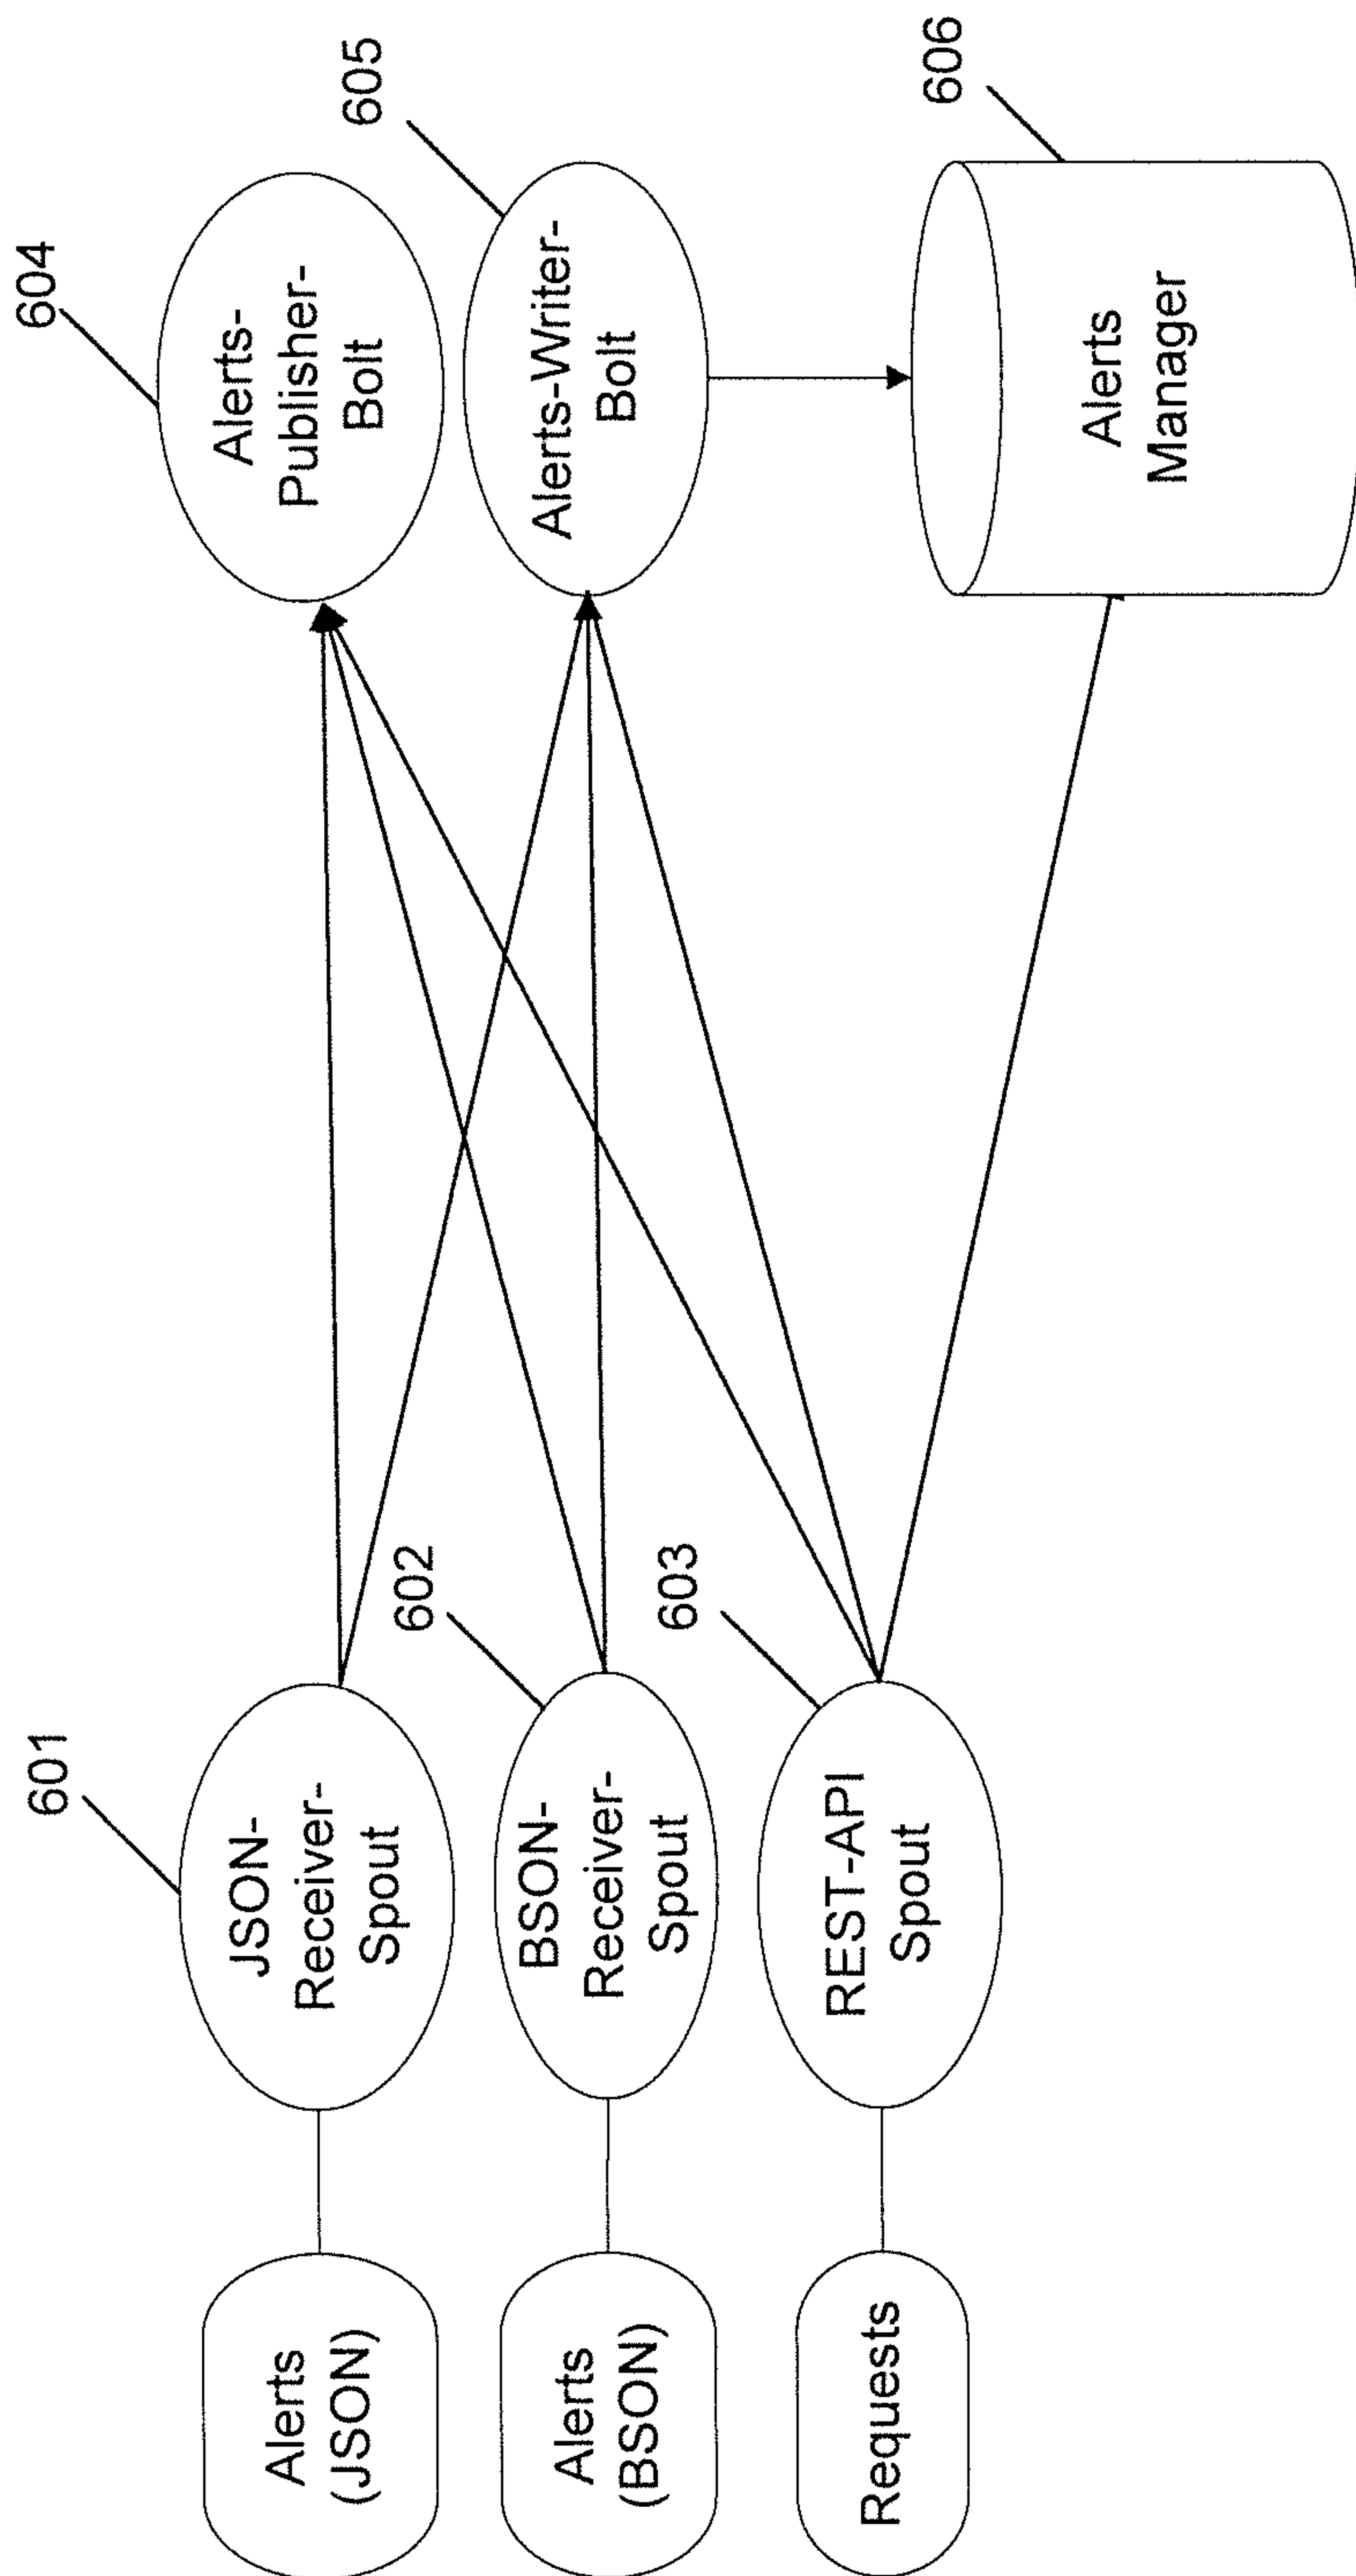 604
Alerts-
Publisher-
Bolt
605
Alerts-Writer-
Bolt
606
Alerts
Manager
601
JSON-
Receiver-
Spout
602
BSON-
Receiver-
Spout
603
REST-API
Spout
Alerts
(JSON)
Alerts
(BSON)
Requests